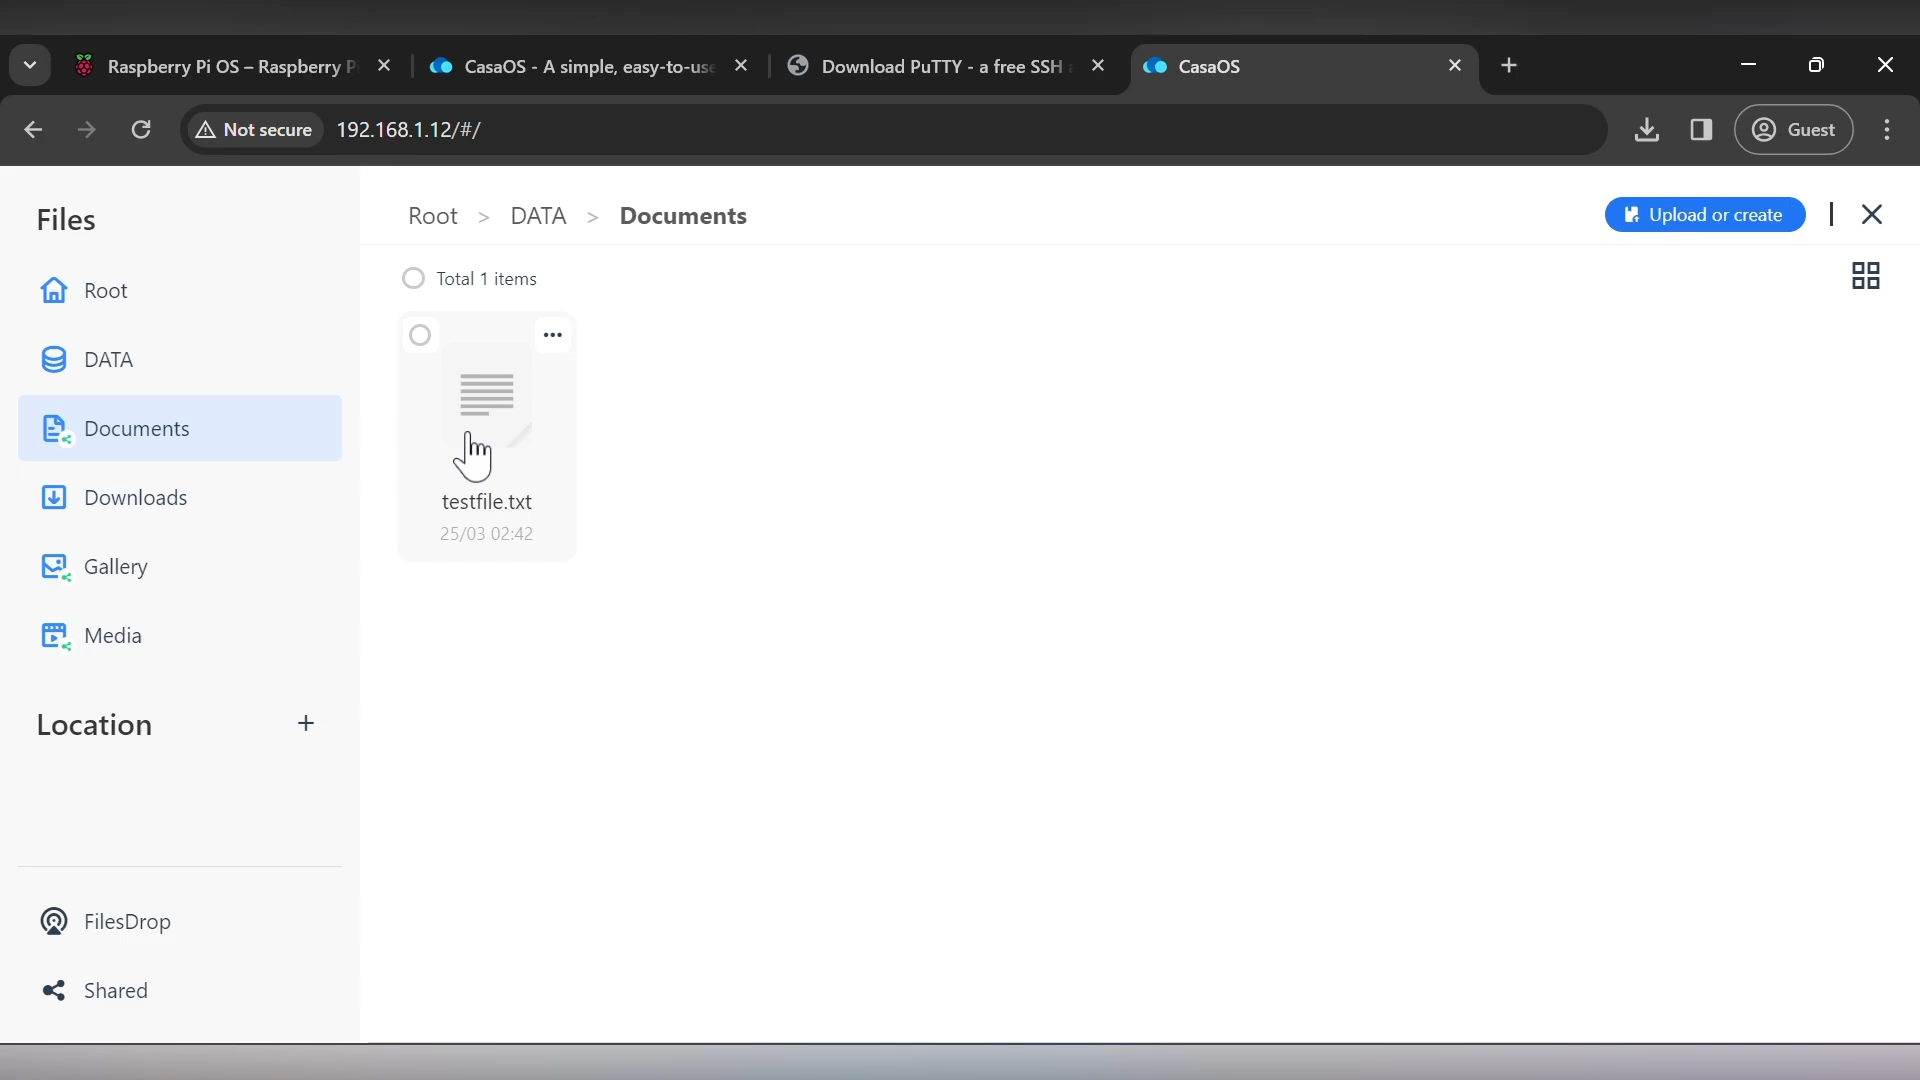 Raspberry Pi OS – Raspberry P
CasaOS - A simple, easy-to-use
Download PuTTY - a free SSH
CasaOS
Not secure
192.168.1.12/#/
Guest
Files
Root
DATA
Documents
Downloads
Gallery
Media
Location
+
FilesDrop
Shared
Root > DATA > Documents
Upload or create
Total 1 items
testfile.txt
25/03 02:42